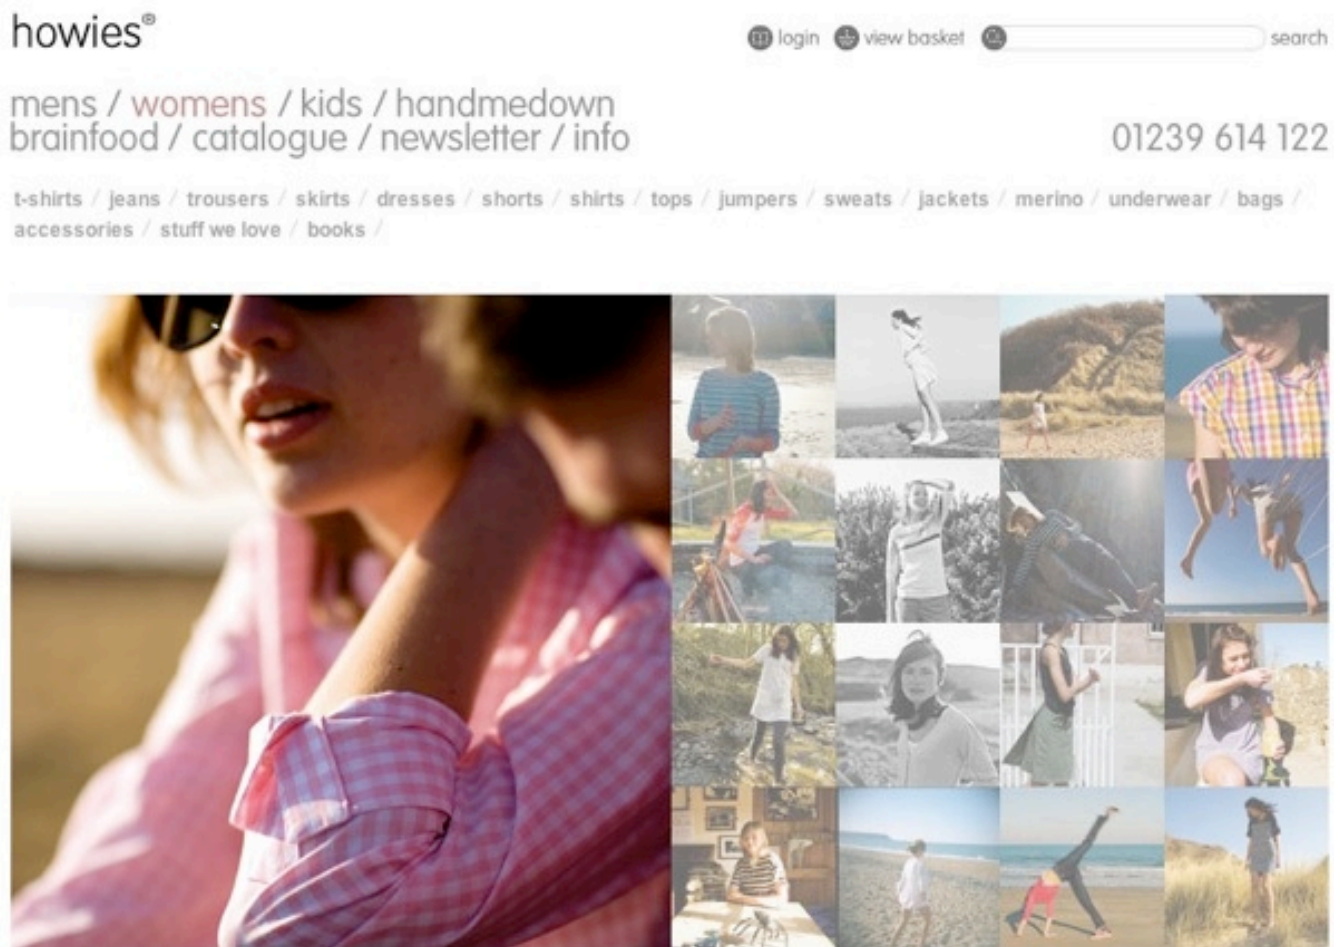 howies®
login view basket search
mens / womens / kids / handmedown
brainfood / catalogue / newsletter / info
01239 614 122
t-shirts / jeans / trousers / skirts / dresses / shorts / shirts / tops / jumpers / sweats / jackets / merino / underwear / bags /
accessories / stuff we love / books /